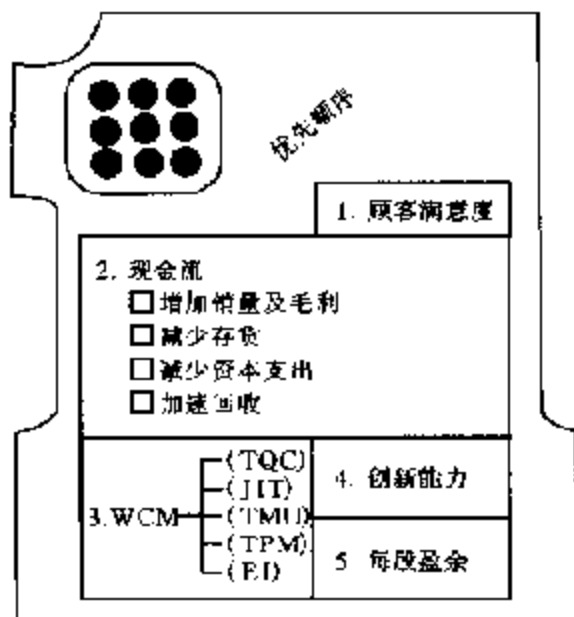 优先顺序
1. 顾客满意度
2. 现金流
□增加销量及毛利
□减少存货
□减少资本支出
□加速回收
3.WCM
(TQC)
(JIT)
(TMU)
(TPM)
(EI)
4. 创新能力
5 每股盈余